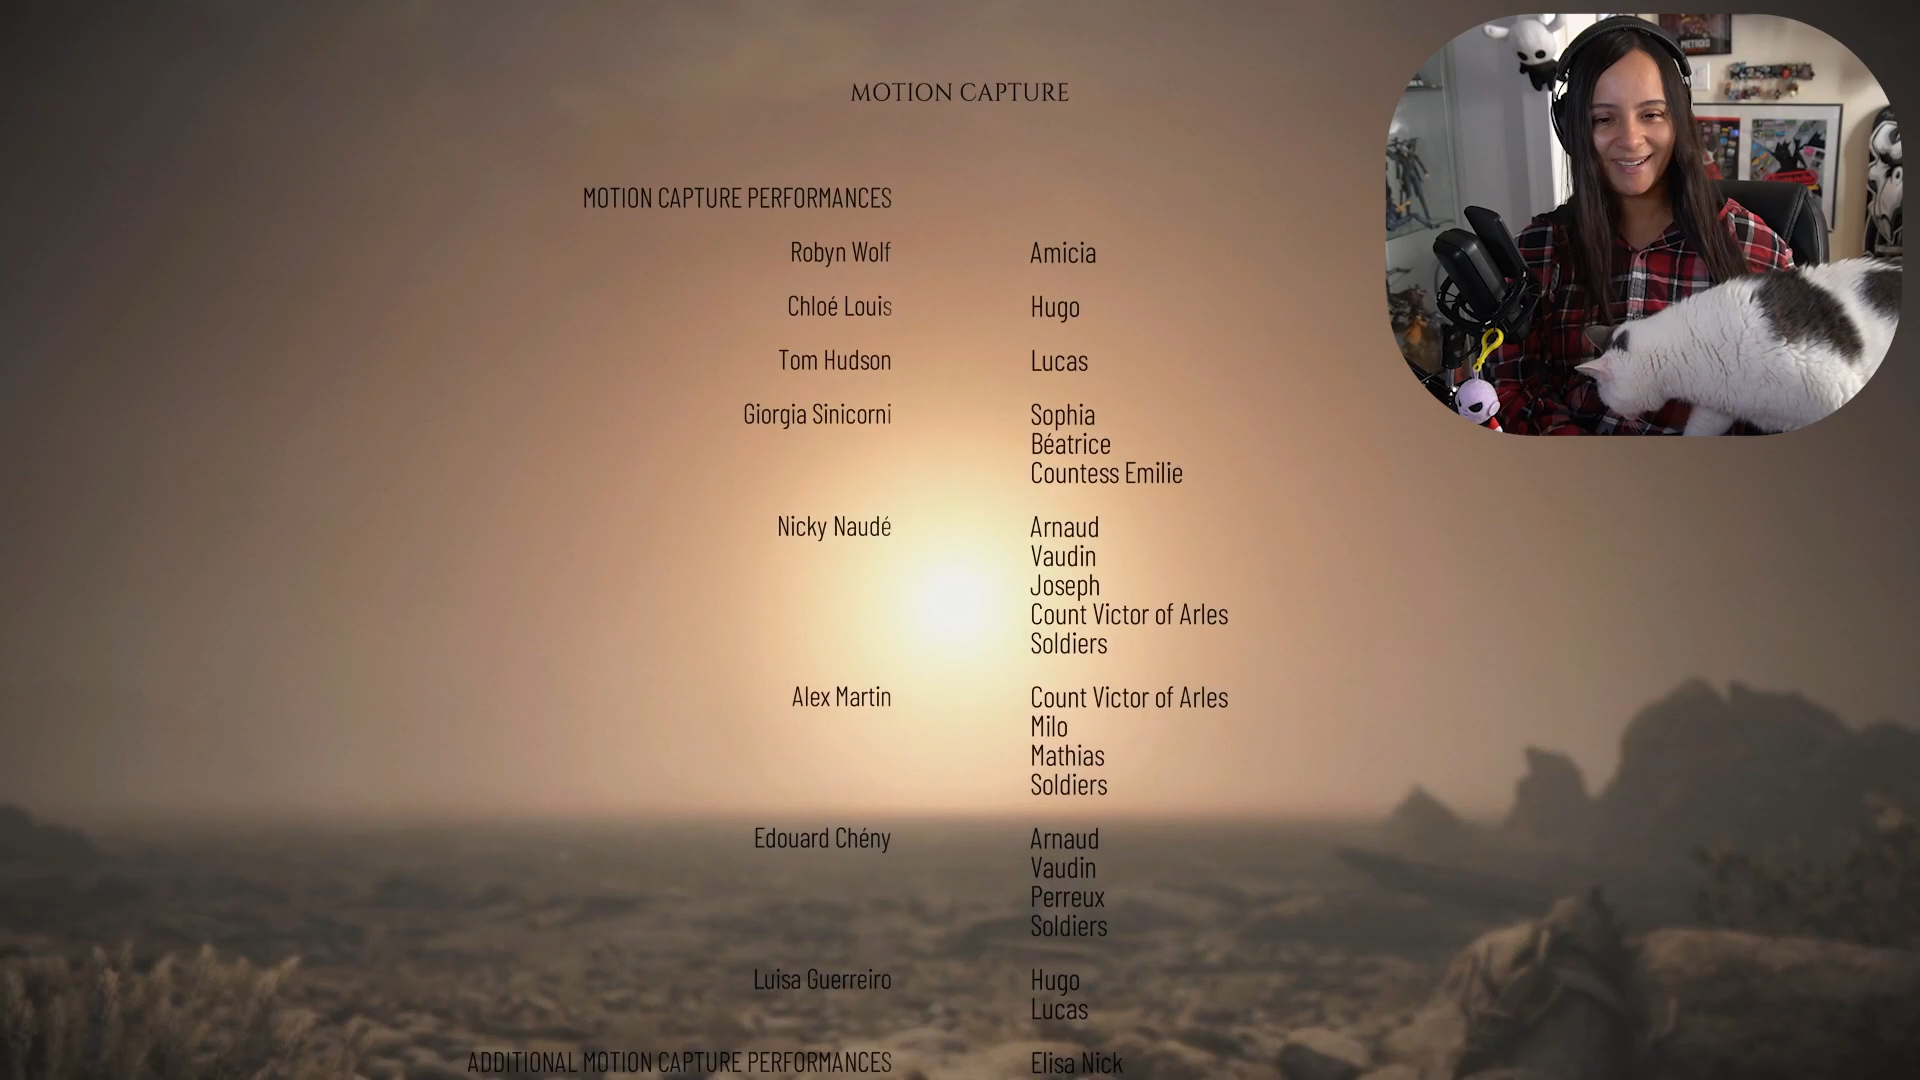 MOTION CAPTURE
MOTION CAPTURE PERFORMANCES
Robyn Wolf Amicia
Chloé Louis Hugo
Tom Hudson Lucas
Giorgia Sinicorni Sophia
Béatrice
Countess Emilie
Nicky Naudé Arnaud
Vaudin
Joseph
Count Victor of Arles
Soldiers
Alex Martin Count Victor of Arles
Milo
Mathias
Soldiers
Edouard Chény Arnaud
Vaudin
Perreux
Soldiers
Luisa Guerreiro Hugo
Lucas
ADDITIONAL MOTION CAPTURE PERFORMANCES Elisa Nick
METROID